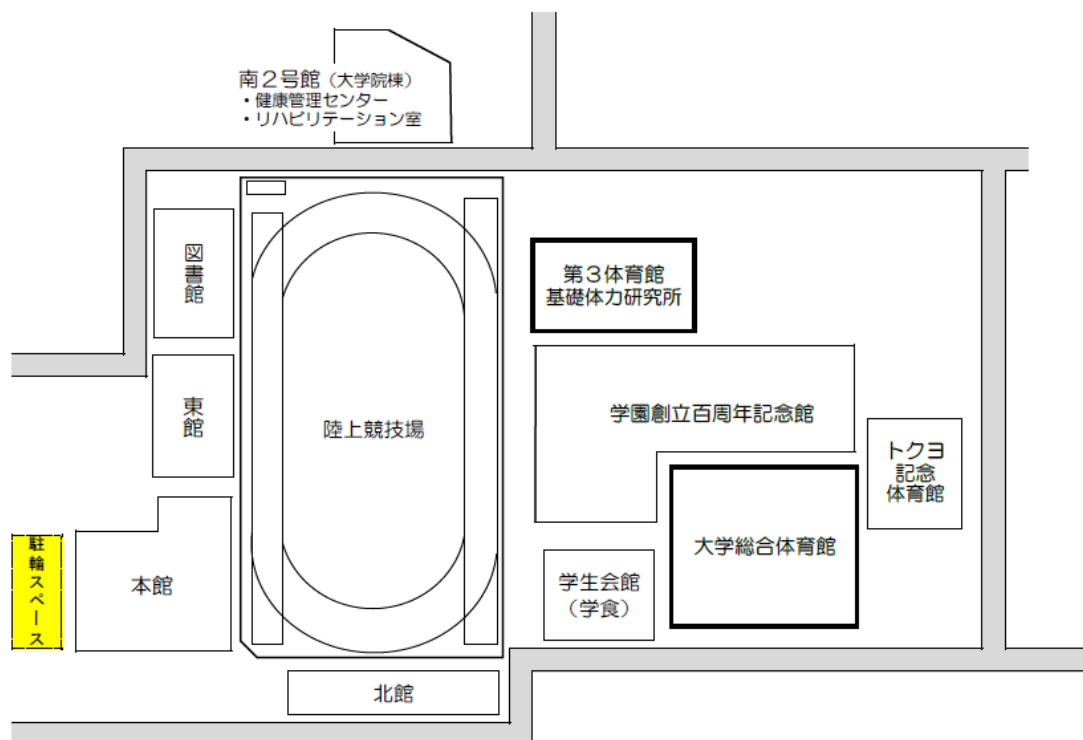 南２号館（大学院棟）
・健康管理センター
・リハビリテーション室
図書館
第３体育館
基礎体力研究所
東館
陸上競技場
学園創立百周年記念館
トクヨ
記念
体育館
駐輪スペース
本館
学生会館
（学食）
大学総合体育館
北館